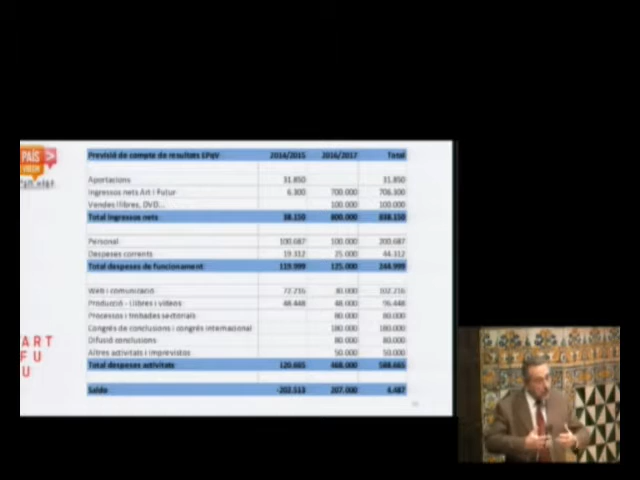 PAÍS
Previsió de compte de resultats EPqV 2014/2015 2016/2017 Total
Aportacions 31.850 31.850
Ingressos nets Art i Futur 6.300 700.000 706.300
Vendes llibres, DVD... 100.000 100.000
Total ingressos nets 38.150 800.000 838.150
Personal 100.687 100.000 200.687
Despeses corrents 19.312 25.000 44.312
Total despeses de funcionament 119.999 125.000 244.999
Web i comunicació 72.216 30.000 102.216
Producció - Llibres i vídeos 48.448 48.000 96.448
Processos i trobades sectorials 80.000 80.000
Congrés de conclusions i congrés internacional 180.000 180.000
Difusió conclusions 80.000 80.000
Altres activitats i imprevistos 50.000 50.000
Total despeses activitats 120.665 468.000 588.665
Saldo -202.513 207.000 4.487
ART
FU
U